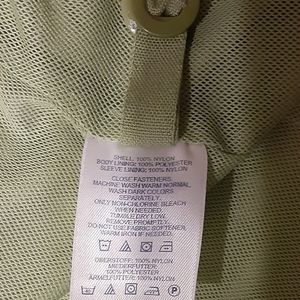 SHELL: 100% NYLON
BODY LINING: 100% POLYESTER
SLEEVE LINING: 100% NYLON
CLOSE FASTENERS.
MACHINE WASH WARM NORMAL.
WASH DARK COLORS
SEPARATELY.
ONLY NON-CHLORINE BLEACH
WHEN NEEDED.
TUMBLE DRY LOW.
REMOVE PROMPTLY.
DO NOT USE FABRIC SOFTENER.
WARM IRON IF NEEDED.
OBERSTOFF: 100% NYLON
MIEDERFUTTER:
100% POLYESTER
ÄRMELFUTTER: 100% NYLON